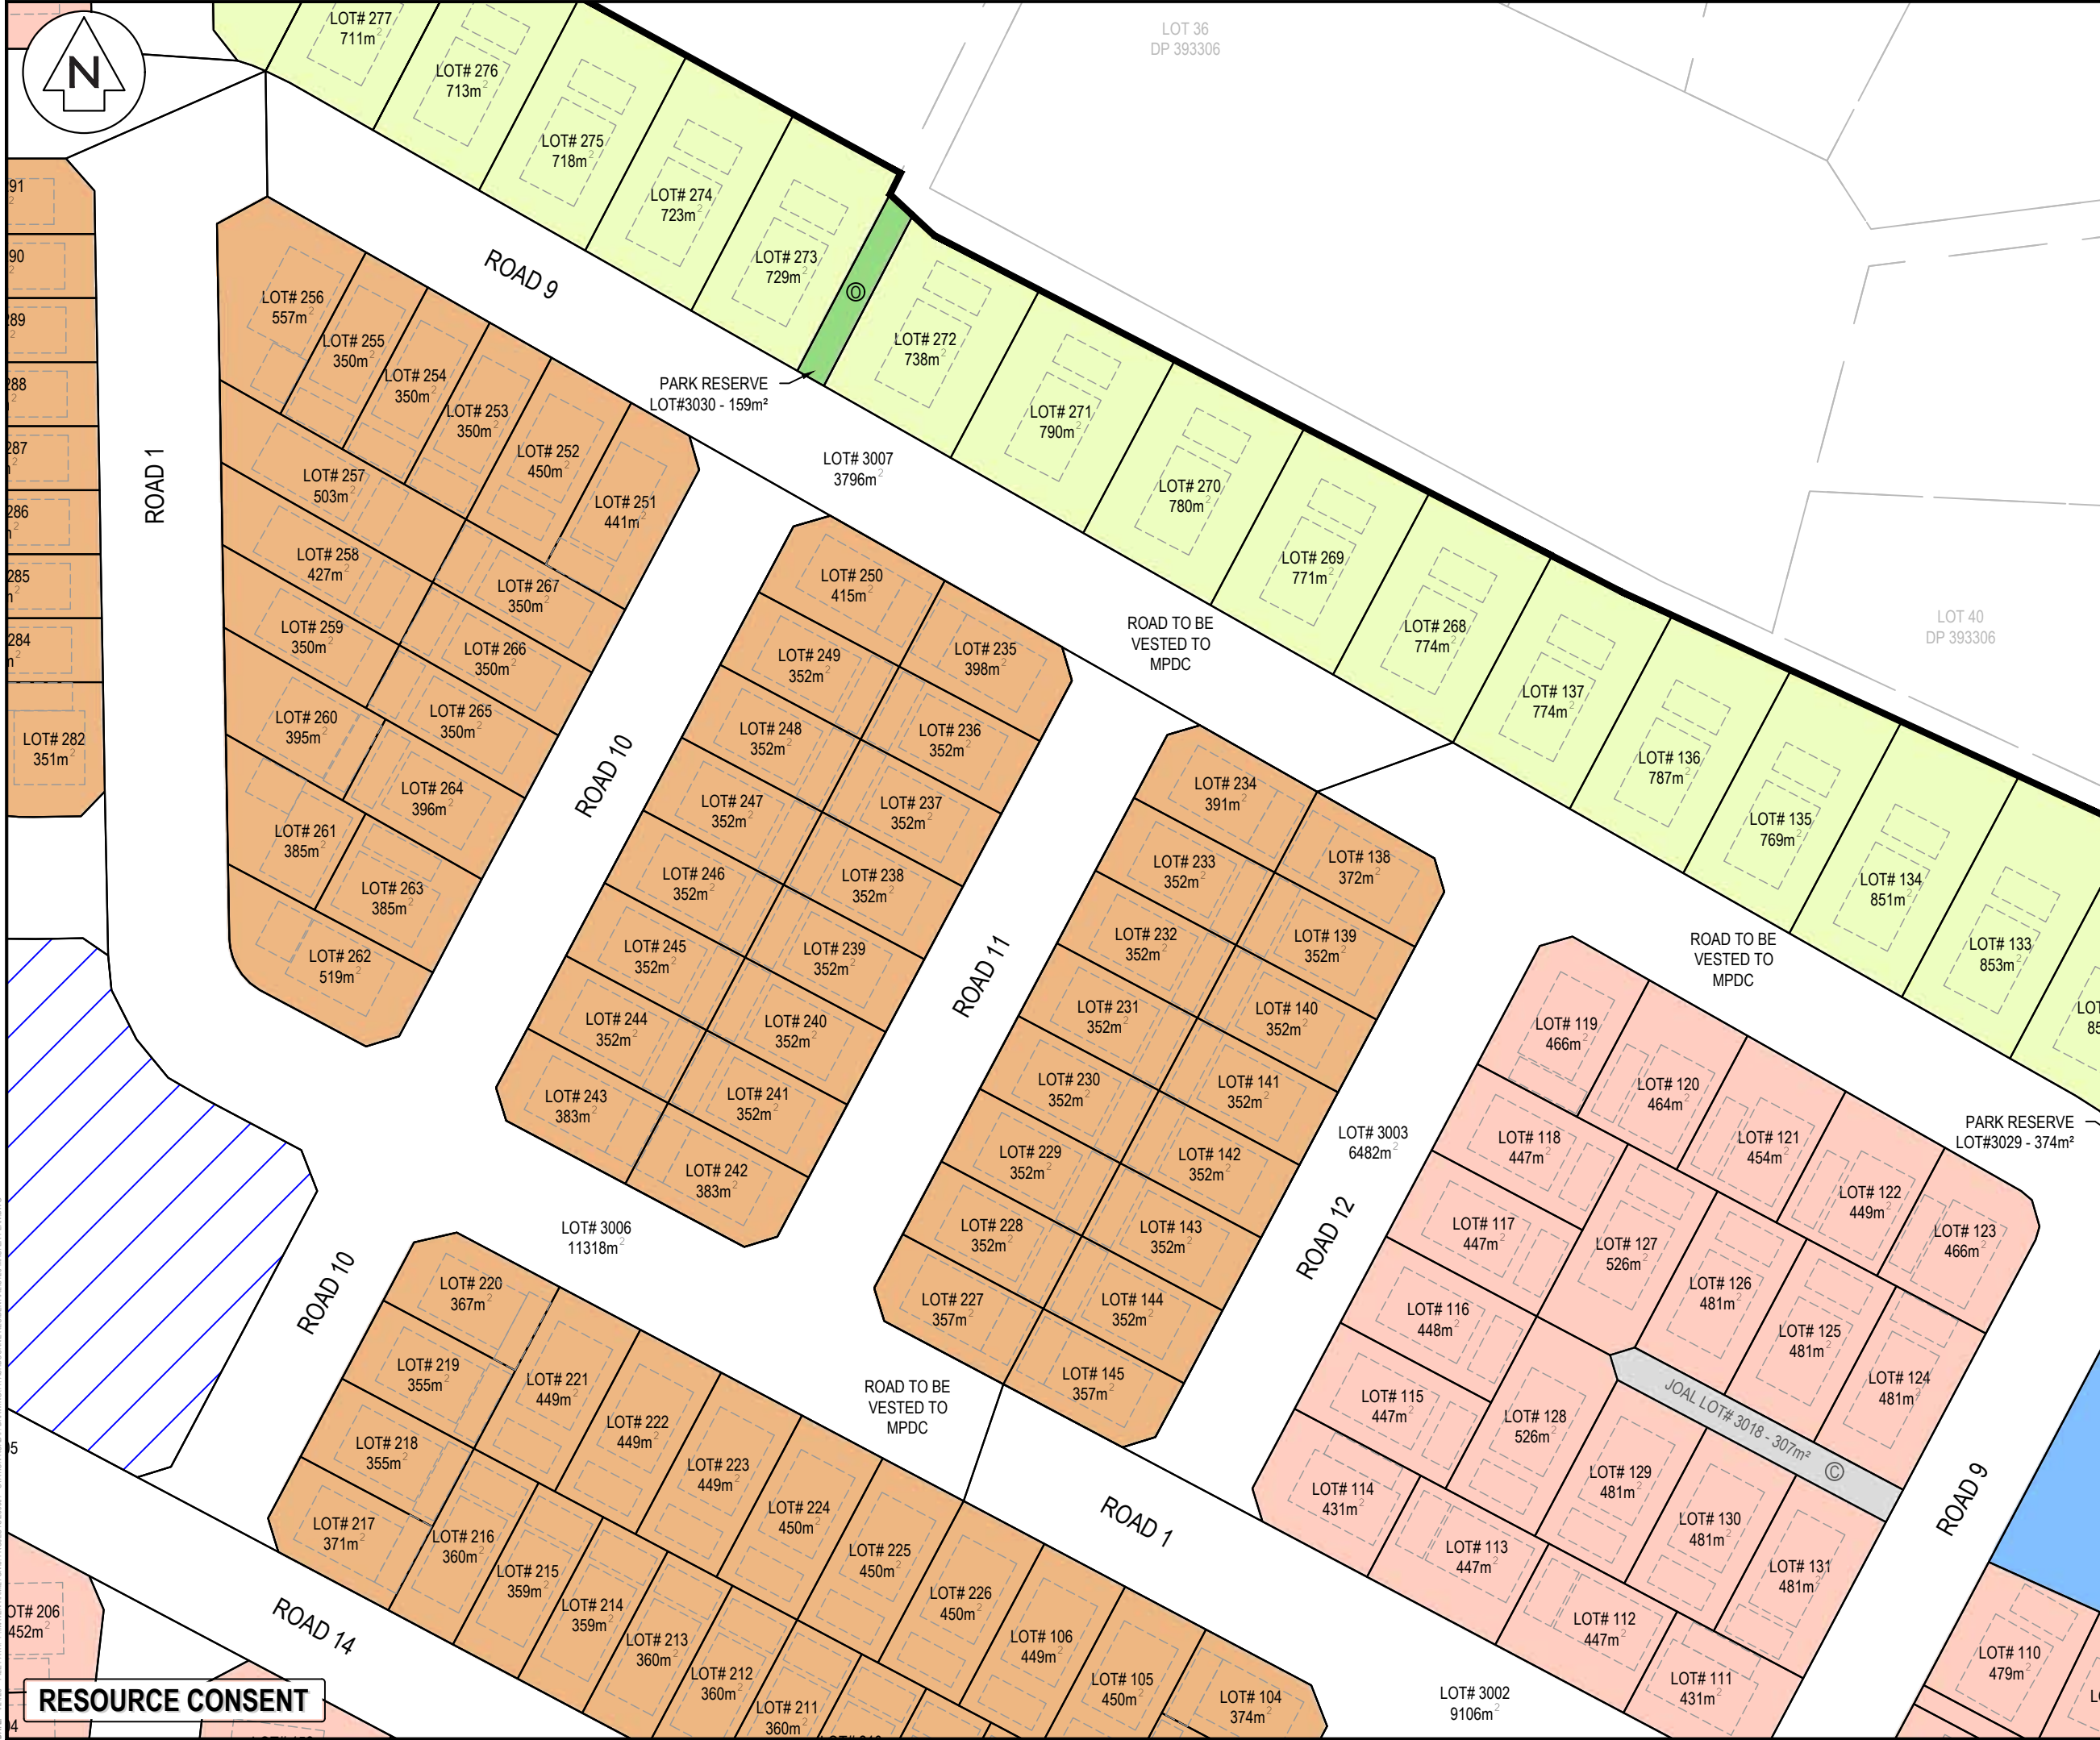 LOT# 277
711m²
LOT# 276
713m²
LOT# 275
718m²
LOT# 274
723m²
LOT# 273
729m²
LOT 36
DP 393306
N
91
90
289
288
287
286
285
284
LOT# 282
351m²
ROAD 1
ROAD 9
LOT# 256
557m²
LOT# 255
350m²
LOT# 254
350m²
LOT# 253
350m²
LOT# 252
450m²
LOT# 251
441m²
LOT# 257
503m²
LOT# 258
427m²
LOT# 259
350m²
LOT# 260
395m²
LOT# 261
385m²
LOT# 262
519m²
LOT# 267
350m²
LOT# 266
350m²
LOT# 265
350m²
LOT# 264
396m²
LOT# 263
385m²
O
PARK RESERVE
LOT#3030 - 159m²
LOT# 3007
3796m²
LOT# 272
738m²
LOT# 271
790m²
LOT# 270
780m²
LOT# 269
771m²
LOT# 268
774m²
LOT# 137
774m²
LOT# 136
787m²
LOT# 135
769m²
LOT# 134
851m²
LOT# 133
853m²
LOT
85
LOT 40
DP 393306
ROAD TO BE
VESTED TO
MPDC
ROAD 10
LOT# 250
415m²
LOT# 249
352m²
LOT# 248
352m²
LOT# 247
352m²
LOT# 246
352m²
LOT# 245
352m²
LOT# 244
352m²
LOT# 243
383m²
LOT# 235
398m²
LOT# 236
352m²
LOT# 237
352m²
LOT# 238
352m²
LOT# 239
352m²
LOT# 240
352m²
LOT# 241
352m²
LOT# 242
383m²
ROAD 11
LOT# 234
391m²
LOT# 233
352m²
LOT# 232
352m²
LOT# 231
352m²
LOT# 230
352m²
LOT# 229
352m²
LOT# 228
352m²
LOT# 227
357m²
LOT# 138
372m²
LOT# 139
352m²
LOT# 140
352m²
LOT# 141
352m²
LOT# 142
352m²
LOT# 143
352m²
LOT# 144
352m²
LOT# 145
357m²
LOT# 3003
6482m²
ROAD 12
ROAD TO BE
VESTED TO
MPDC
PARK RESERVE
LOT#3029 - 374m²
LOT# 119
466m²
LOT# 120
464m²
LOT# 121
454m²
LOT# 122
449m²
LOT# 123
466m²
LOT# 118
447m²
LOT# 117
447m²
LOT# 116
448m²
LOT# 115
447m²
LOT# 114
431m²
LOT# 127
526m²
LOT# 126
481m²
LOT# 125
481m²
LOT# 124
481m²
JOAL LOT# 3018 - 307m²
C
LOT# 128
526m²
LOT# 129
481m²
LOT# 130
481m²
LOT# 131
481m²
LOT# 113
447m²
LOT# 112
447m²
LOT# 111
431m²
ROAD 9
LOT# 110
479m²
LOT# 3002
9106m²
LOT# 3006
11318m²
ROAD 10
LOT# 220
367m²
LOT# 219
355m²
LOT# 218
355m²
LOT# 217
371m²
LOT# 221
449m²
LOT# 222
449m²
LOT# 223
449m²
LOT# 224
450m²
LOT# 225
450m²
LOT# 226
450m²
LOT# 106
449m²
LOT# 105
450m²
LOT# 104
374m²
LOT# 216
360m²
LOT# 215
359m²
LOT# 214
359m²
LOT# 213
360m²
LOT# 212
360m²
LOT# 211
360m²
ROAD TO BE
VESTED TO
MPDC
ROAD 1
ROAD 14
OT# 206
452m²
RESOURCE CONSENT